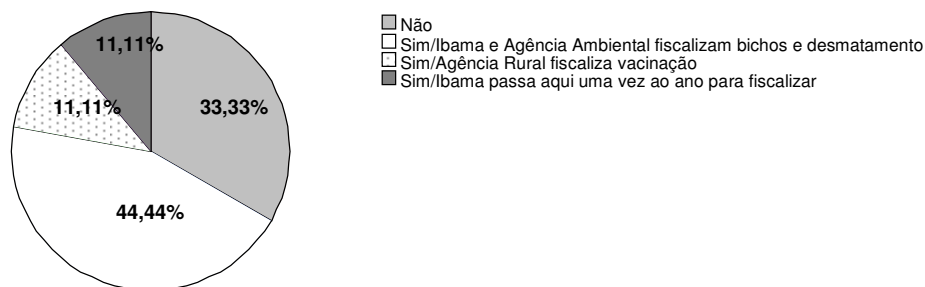 11,11%
11,11%
33,33%
44,44%
Não
Sim/Ibama e Agência Ambiental fiscalizam bichos e desmatamento
Sim/Agência Rural fiscaliza vacinação
Sim/Ibama passa aqui uma vez ao ano para fiscalizar